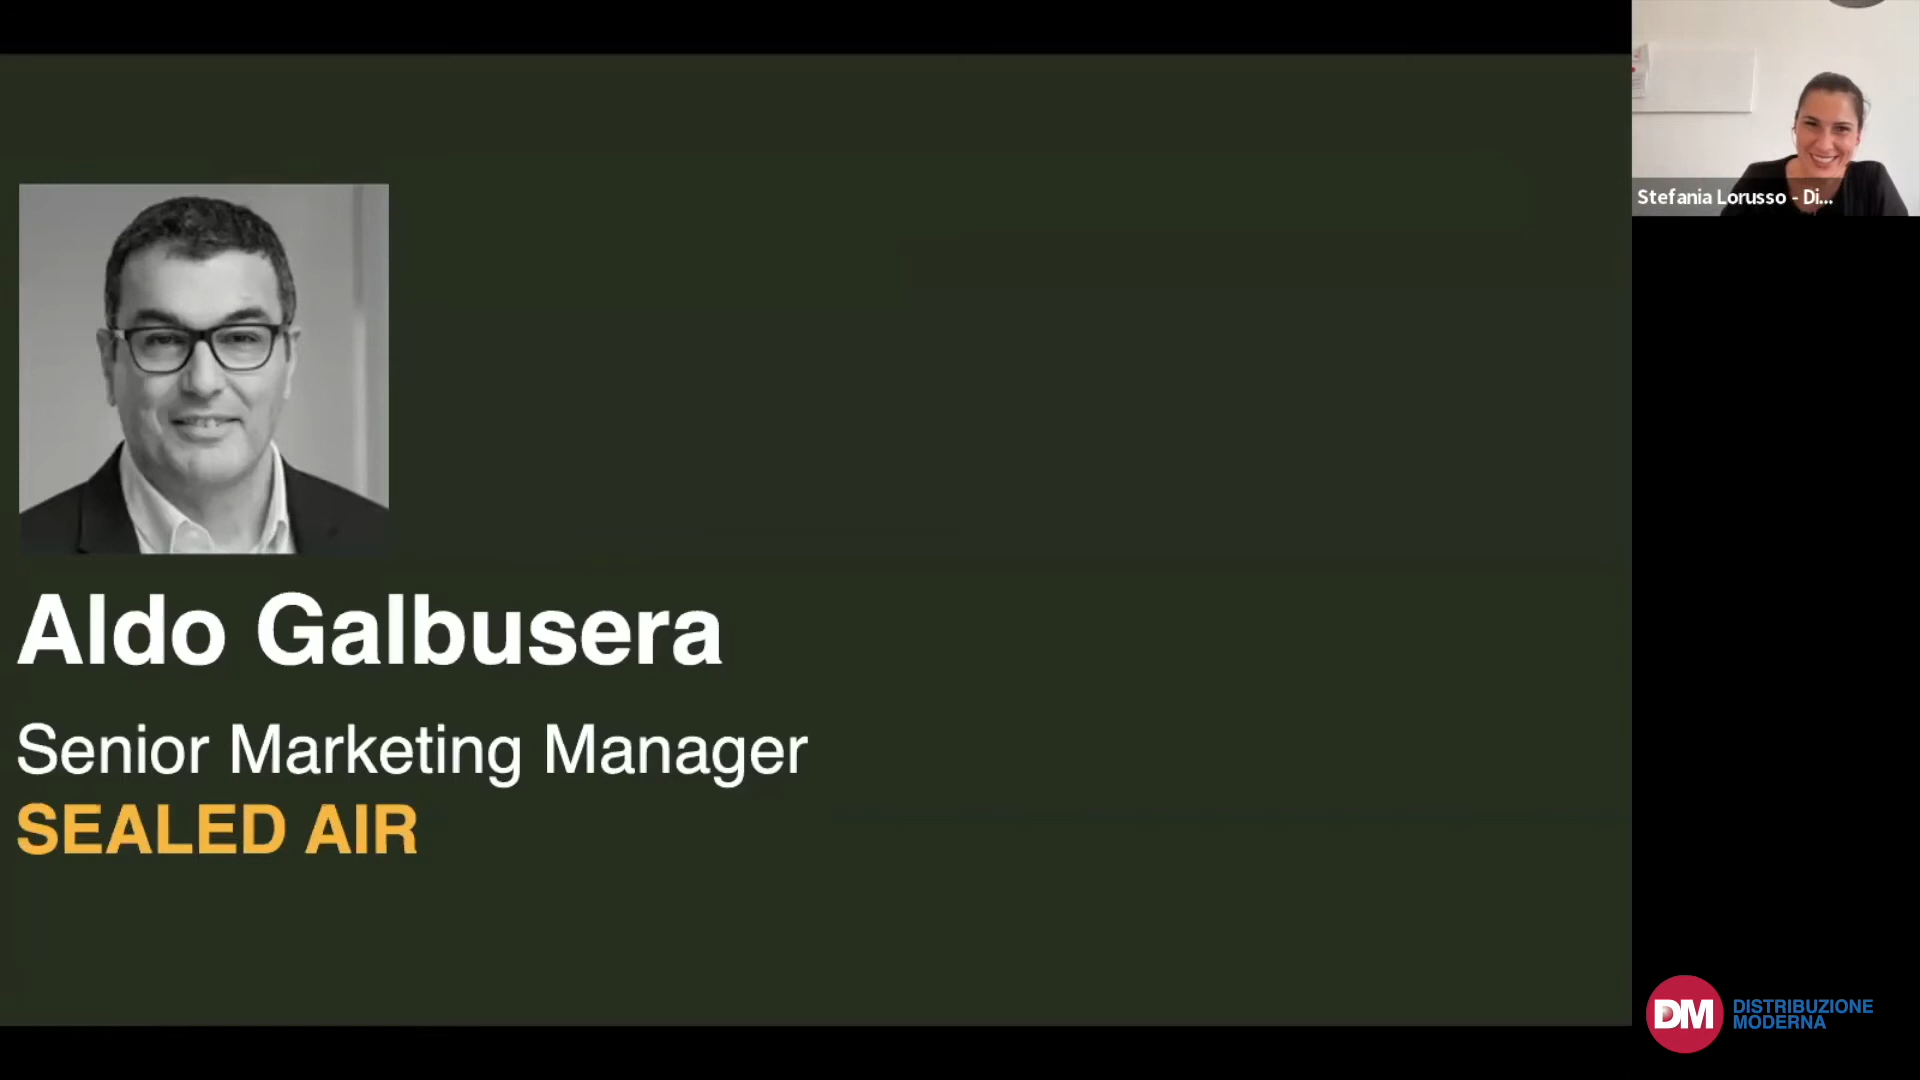 Aldo Galbusera
Senior Marketing Manager
SEALED AIR
Stefania Lorusso - Di...
DM DISTRIBUZIONE
MODERNA